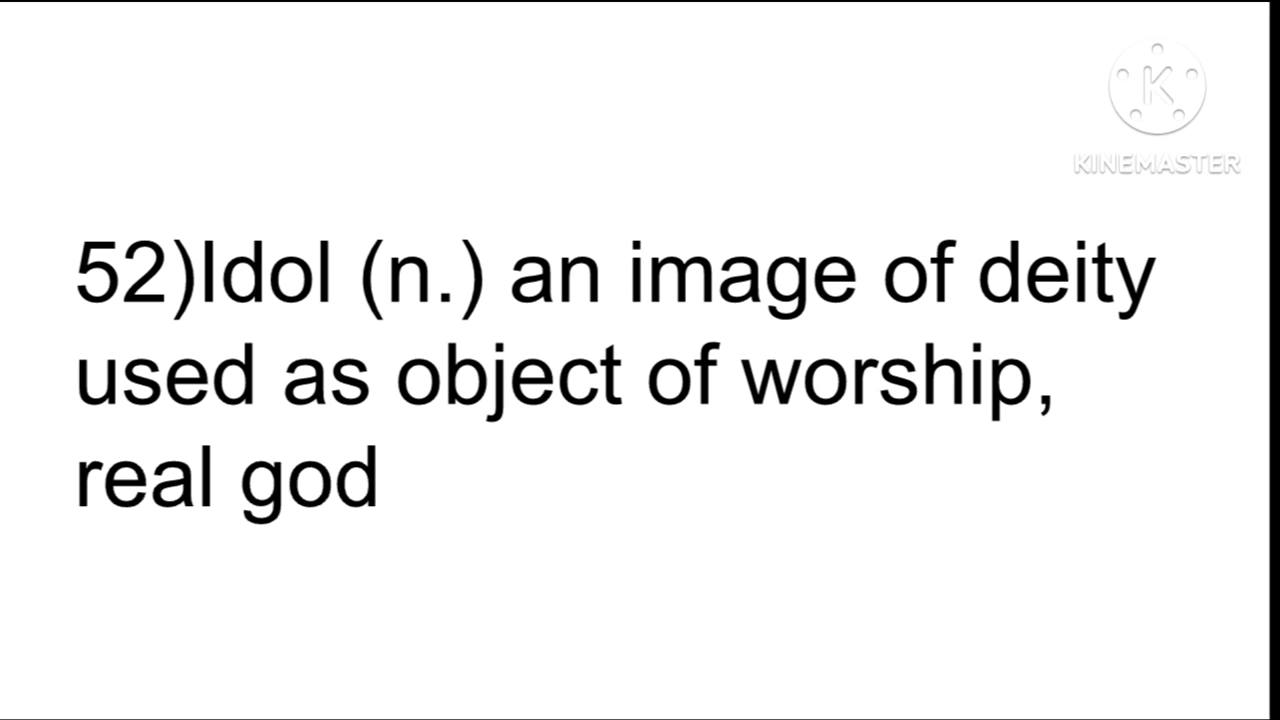 K
KINEMASTER
52)Idol (n.) an image of deity
used as object of worship,
real god